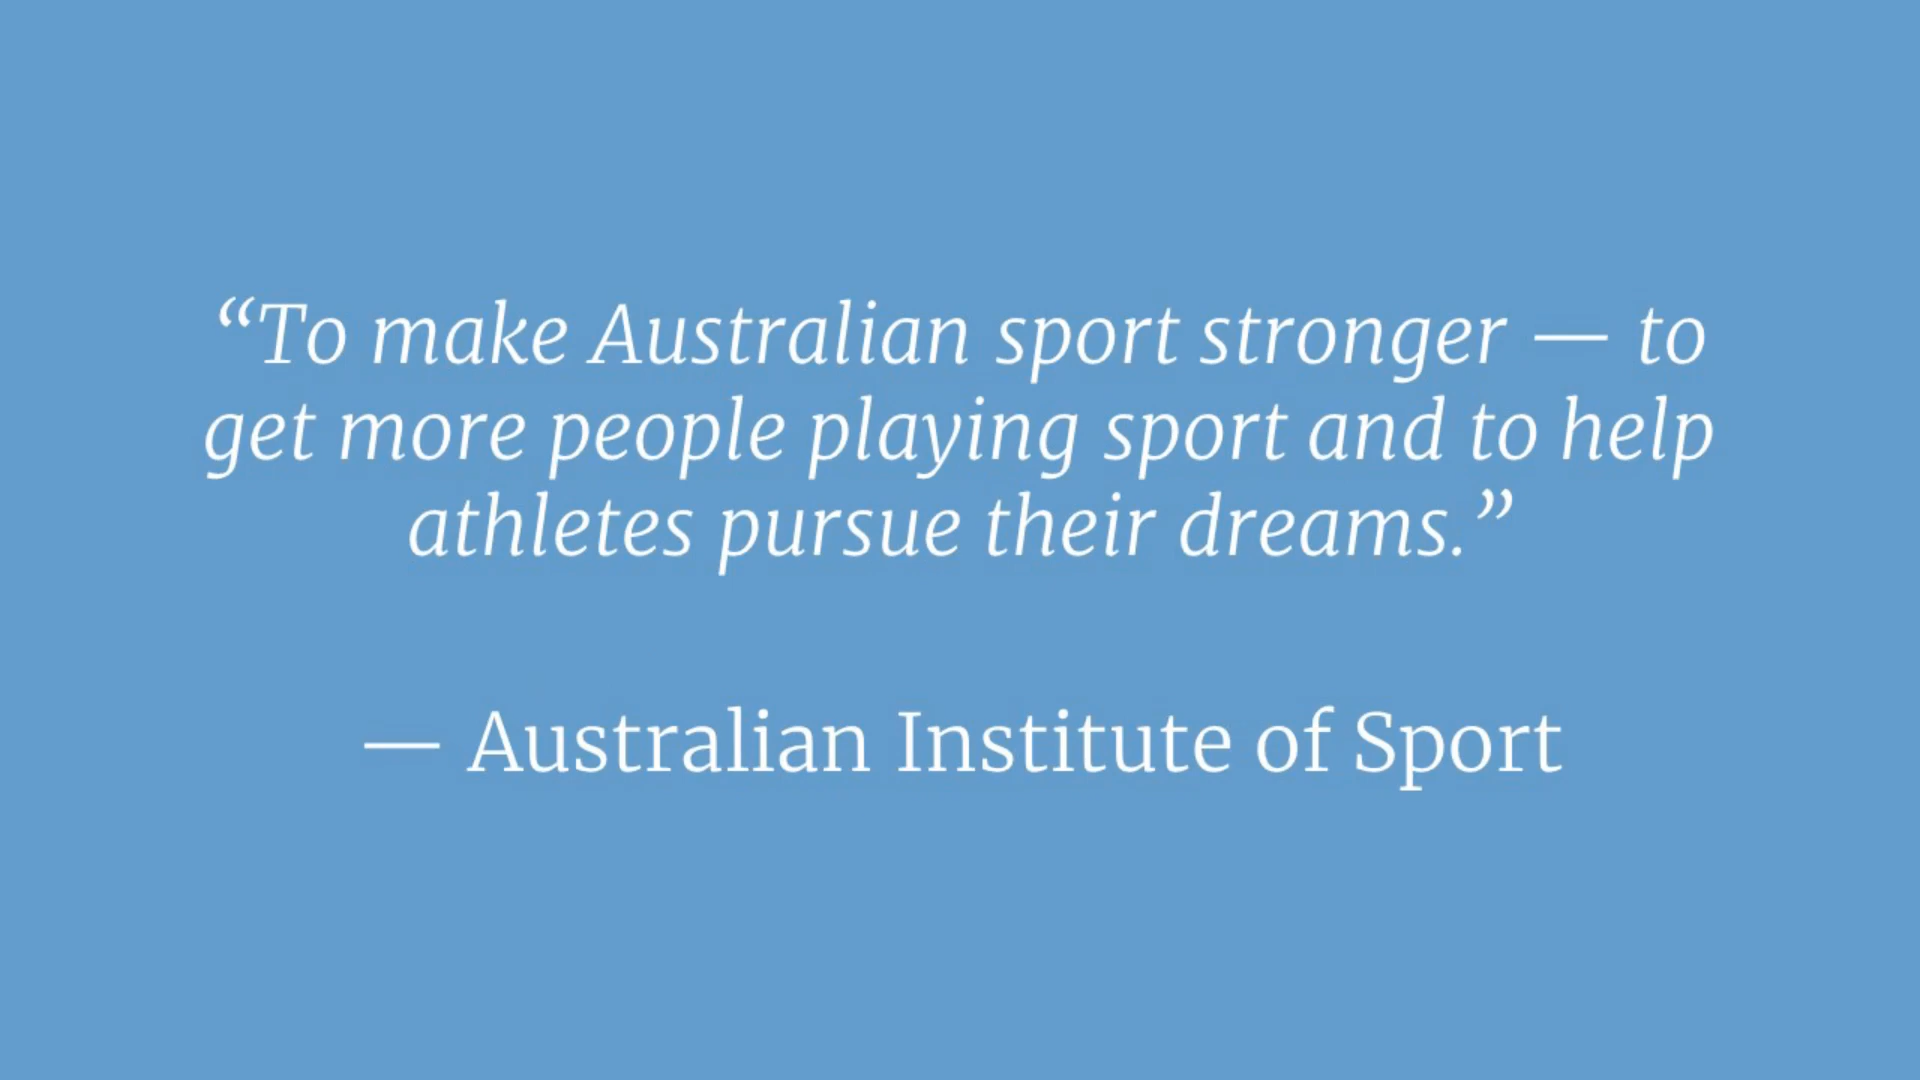 “To make Australian sport stronger — to
get more people playing sport and to help
athletes pursue their dreams.”
— Australian Institute of Sport